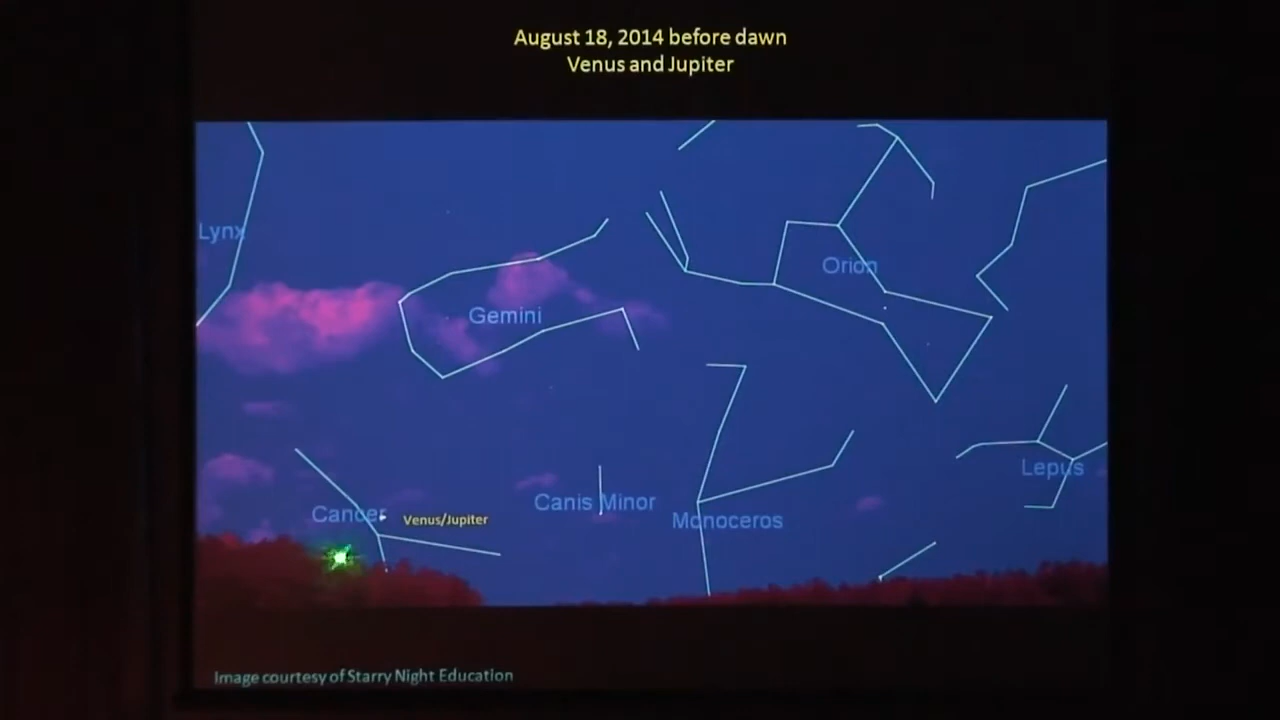 August 18, 2014 before dawn
Venus and Jupiter
Lynx
Orion
Gemini
Lepus
Canis Minor
Cancer
Venus/Jupiter
Monoceros
Image courtesy of Starry Night Education